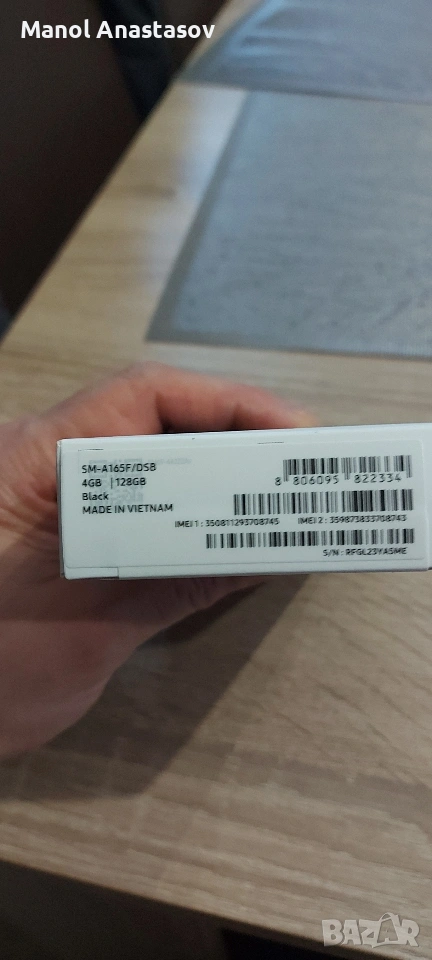 Manol Anastasov
SM-A165F/DSB
4GB | 128GB
Black
MADE IN VIETNAM
8 806095 822334
IMEI 1 : 350811293708745 IMEI 2 : 359873833708743
S/N : RFGL23YASME
BAZAR